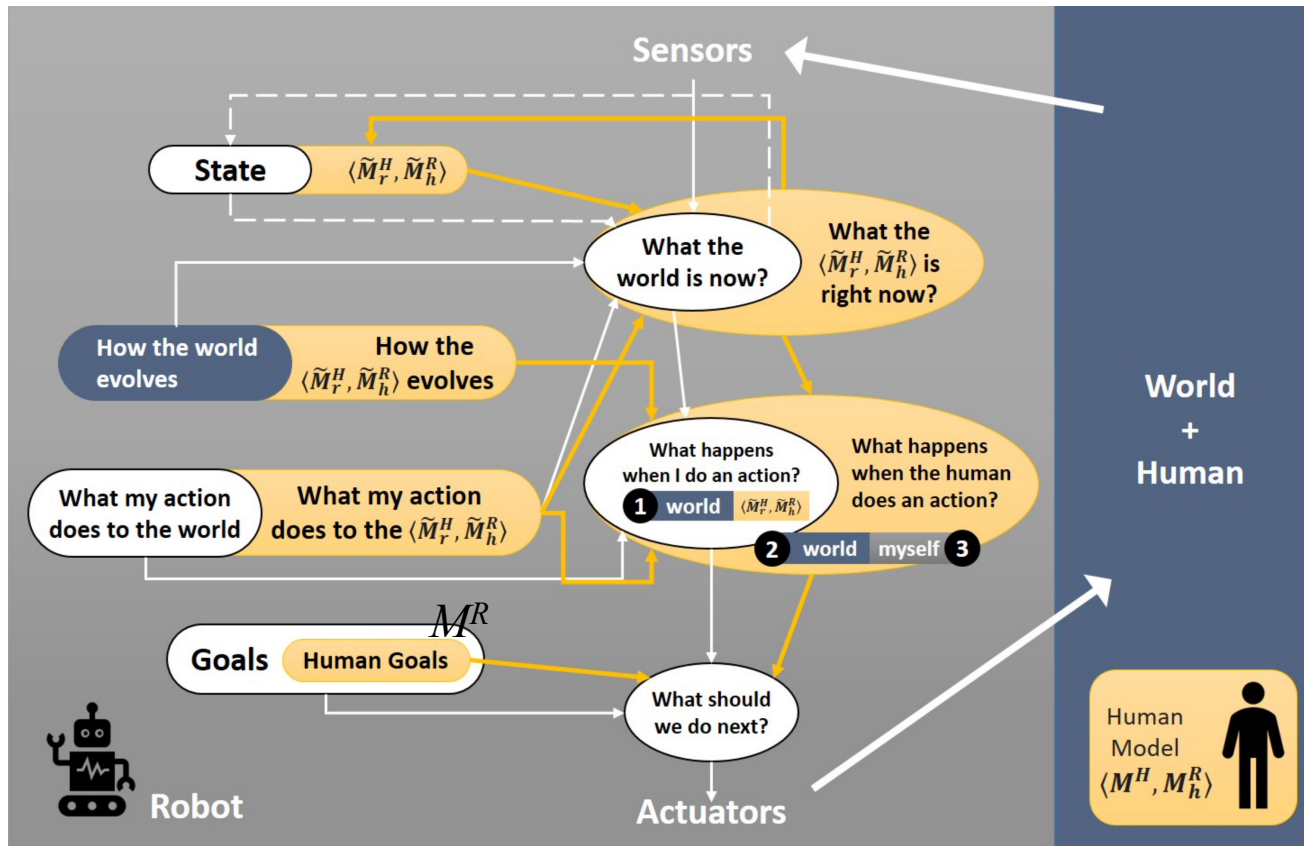 Sensors
State
⟨M̃ᵣᴴ, M̃ₕᴿ⟩
What the
world is now?
What the
⟨M̃ᵣᴴ, M̃ₕᴿ⟩ is
right now?
How the world
evolves
How the
⟨M̃ᵣᴴ, M̃ₕᴿ⟩ evolves
What happens
when I do an action?
1 world ⟨M̃ᵣᴴ, M̃ₕᴿ⟩
What happens
when the human
does an action?
2 world myself 3
What my action
does to the world
What my action
does to the ⟨M̃ᵣᴴ, M̃ₕᴿ⟩
Mᴿ
Goals
Human Goals
What should
we do next?
Actuators
Robot
World
+
Human
Human
Model
⟨Mᴴ, Mₕᴿ⟩